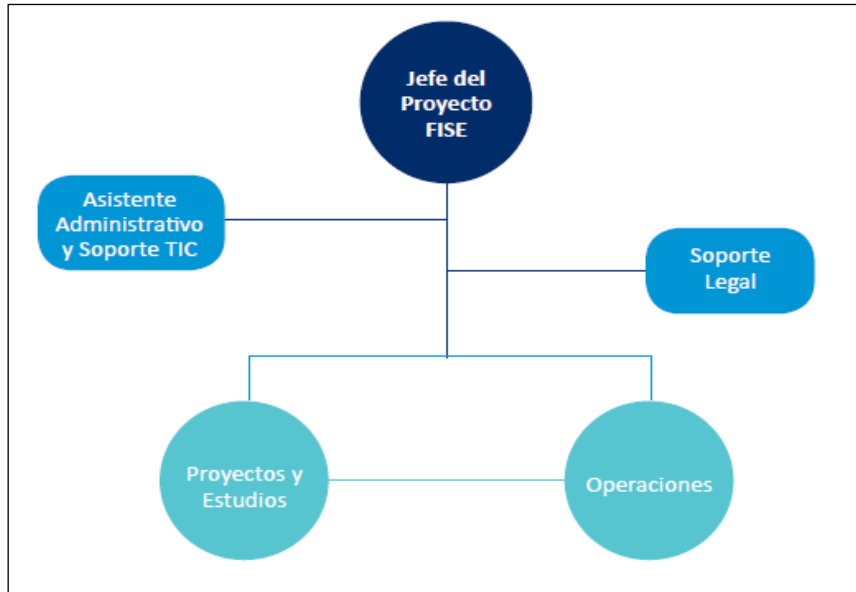 Jefe del
Proyecto
FISE
Asistente
Administrativo
y Soporte TIC
Soporte
Legal
Proyectos y
Estudios
Operaciones